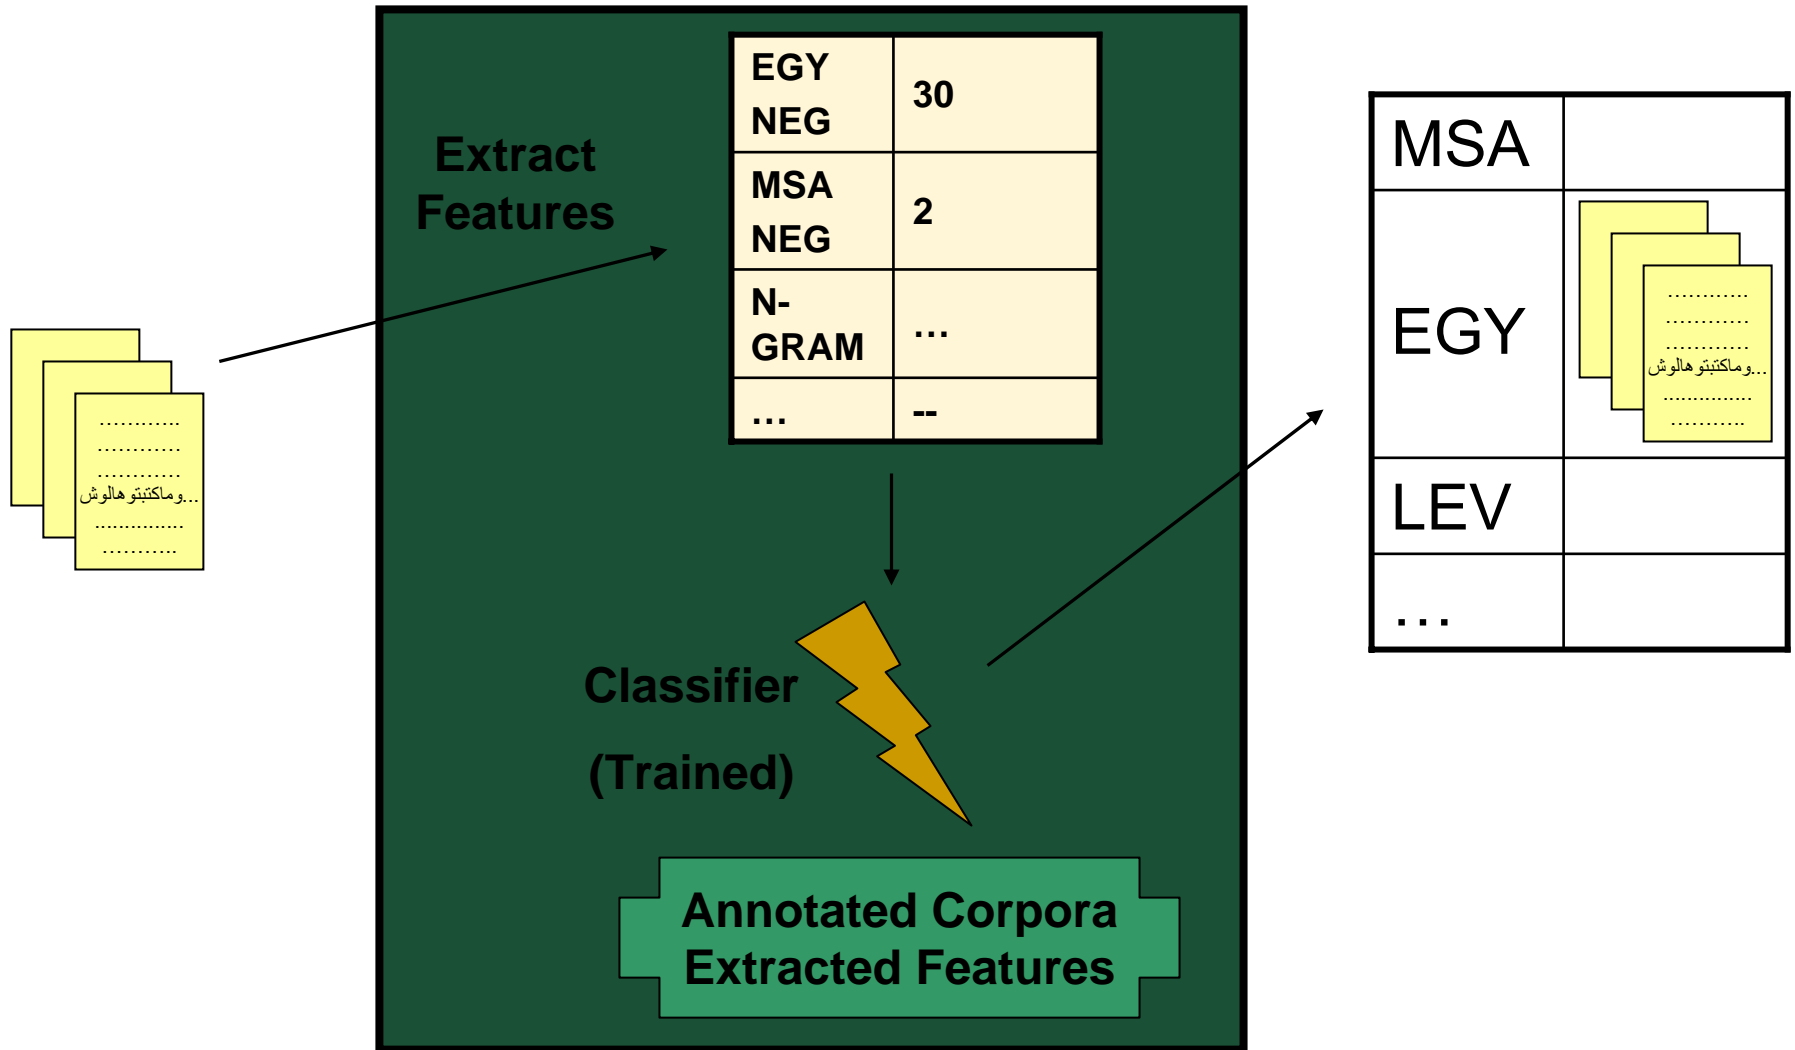 ............
............
............
...وماكتبتوهالوش
...............
...........
Extract
Features
EGY
NEG
30
MSA
NEG
2
N-
GRAM
...
...
--
Classifier
(Trained)
Annotated Corpora
Extracted Features
MSA
EGY
............
............
............
...وماكتبتوهالوش
...............
...........
LEV
...